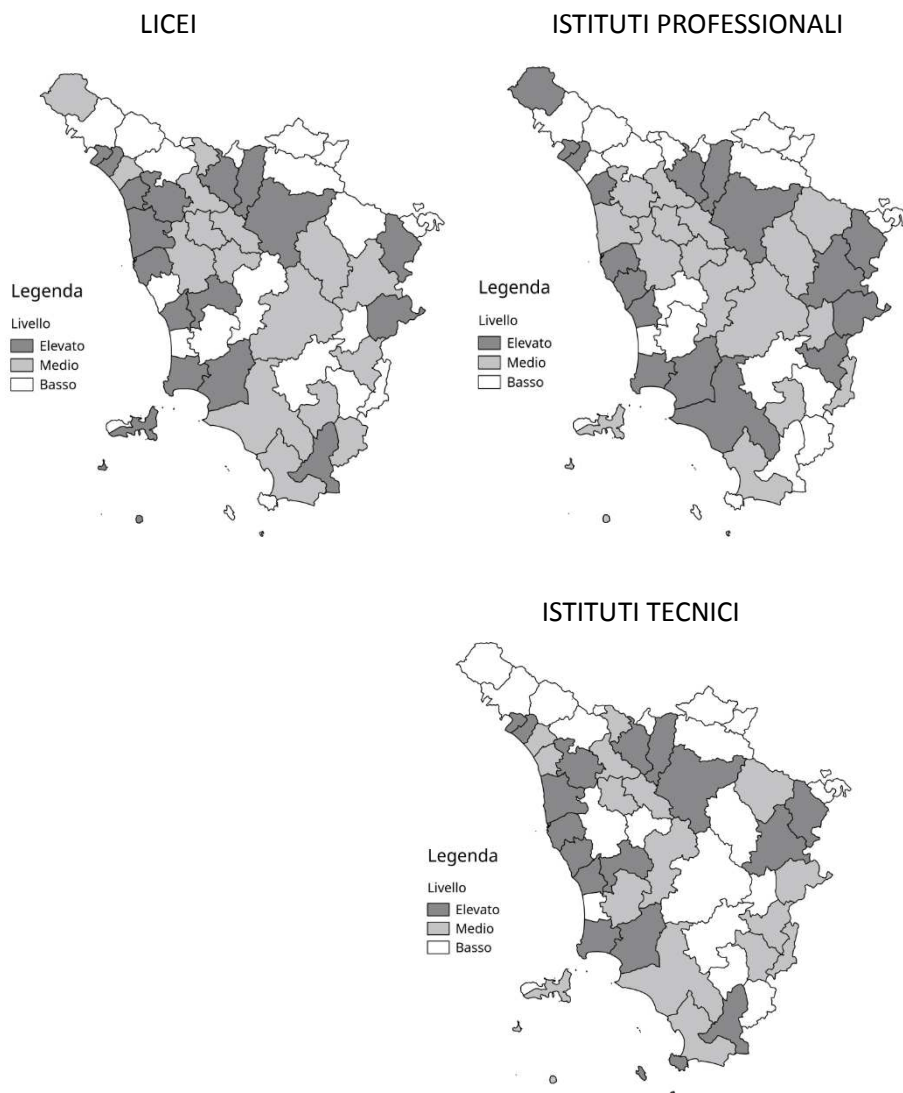 LICEI
ISTITUTI PROFESSIONALI
Legenda
Livello
Elevato
Medio
Basso
Legenda
Livello
Elevato
Medio
Basso
ISTITUTI TECNICI
Legenda
Livello
Elevato
Medio
Basso